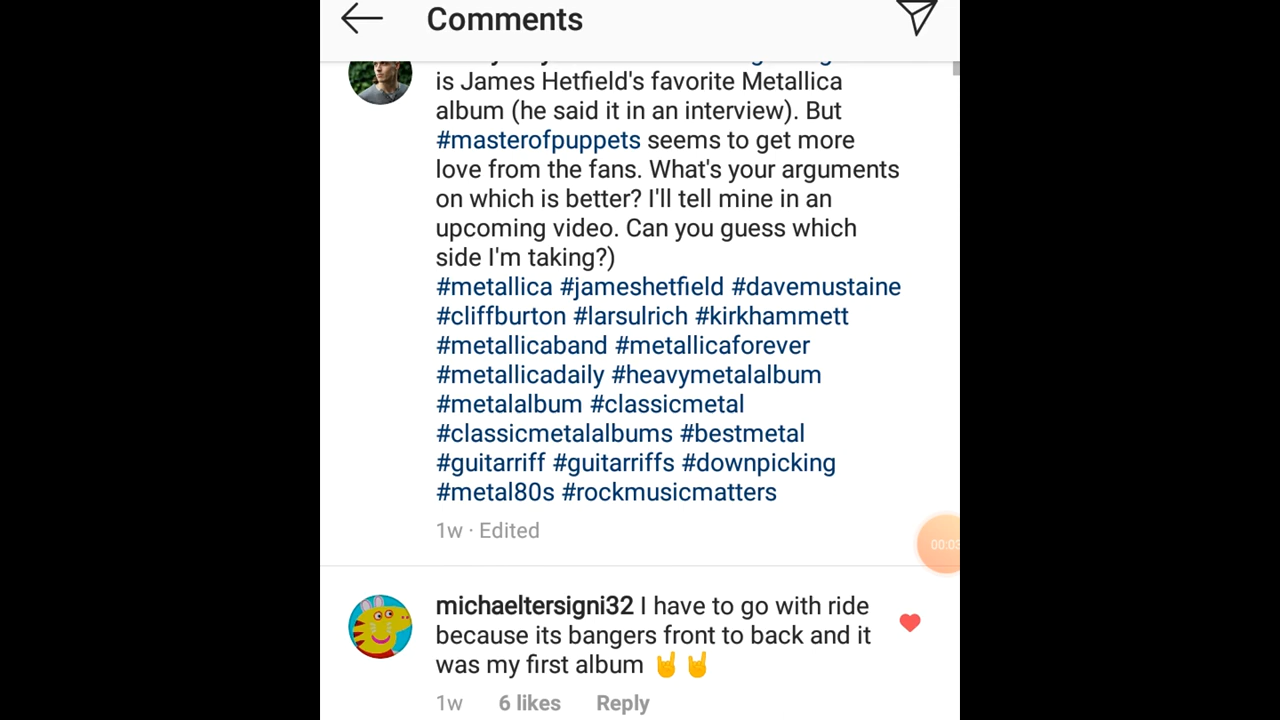 Comments
is James Hetfield's favorite Metallica
album (he said it in an interview). But
#masterofpuppets seems to get more
love from the fans. What's your arguments
on which is better? I'll tell mine in an
upcoming video. Can you guess which
side I'm taking?)
#metallica #jameshetfield #davemustaine
#cliffburton #larsulrich #kirkhammett
#metallicaband #metallicaforever
#metallicadaily #heavymetalalbum
#metalalbum #classicmetal
#classicmetalalbums #bestmetal
#guitarriff #guitarriffs #downpicking
#metal80s #rockmusicmatters
1w · Edited
michaeltersigni32 I have to go with ride
because its bangers front to back and it
was my first album 🤘🤘
1w 6 likes Reply